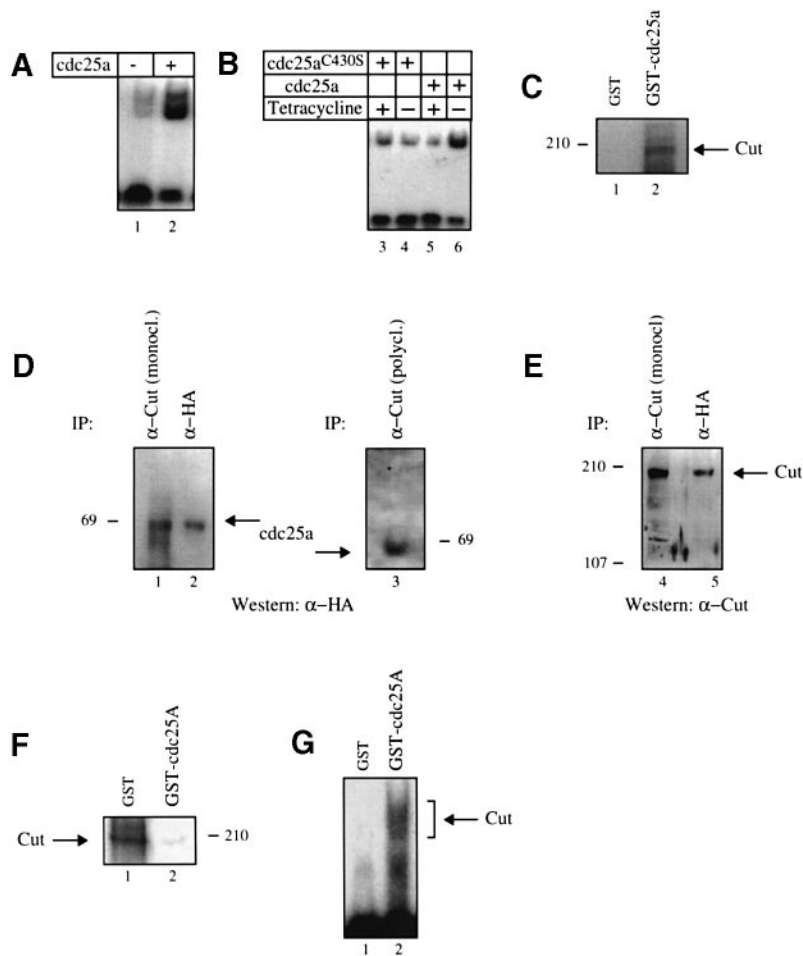 A
cdc25a - +
1 2
B
cdc25aC430S + +
cdc25a + +
Tetracycline + − + −
3 4 5 6
C
GST
GST-cdc25a
210 –
Cut
1 2
D
IP:
α−Cut (monocl.)
α−HA
69 –
cdc25a
1 2
IP:
α−Cut (polycl.)
– 69
3
Western: α−HA
E
IP:
α−Cut (monocl)
α−HA
210 –
Cut
107 –
4 5
Western: α−Cut
F
GST
GST-cdc25A
Cut
– 210
1 2
G
GST
GST-cdc25A
Cut
1 2